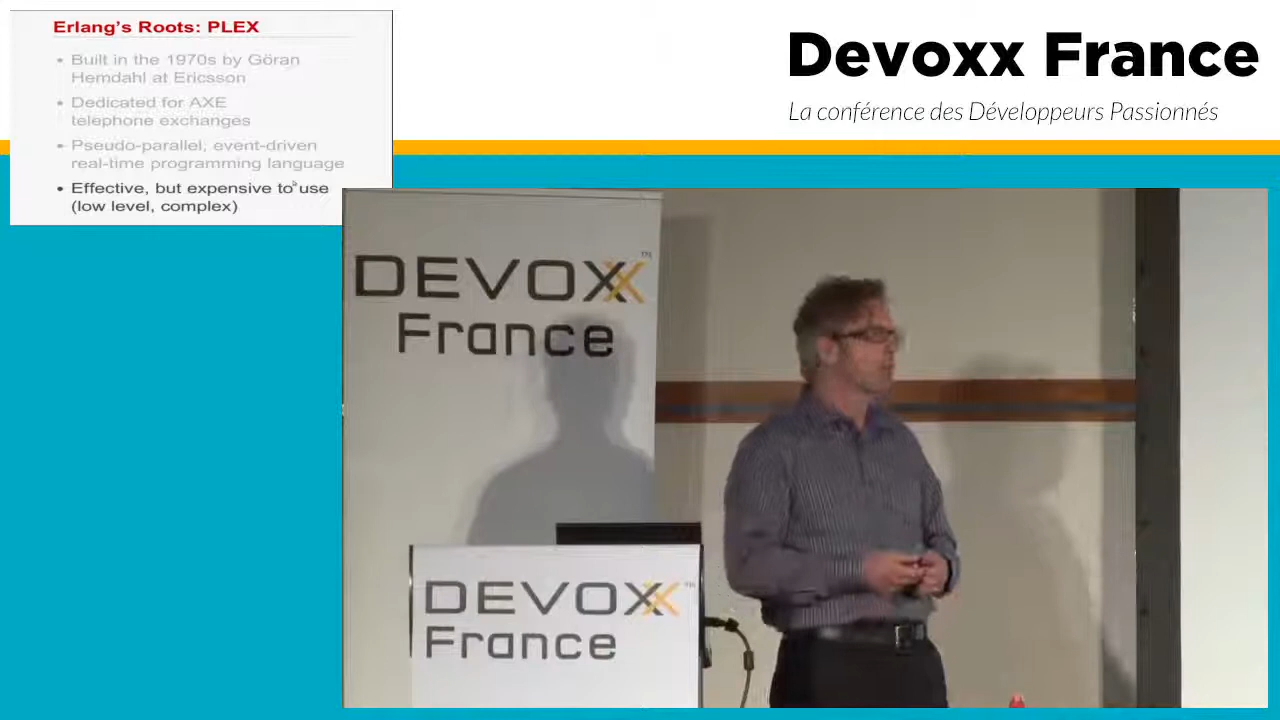 Erlang's Roots: PLEX
• Built in the 1970s by Göran
Hemdahl at Ericsson
• Dedicated for AXE
telephone exchanges
• Pseudo-parallel, event-driven
real-time programming language
• Effective, but expensive to use
(low level, complex)
Devoxx France
La conférence des Développeurs Passionnés
DEVOXX™
France
DEVOXX™
France